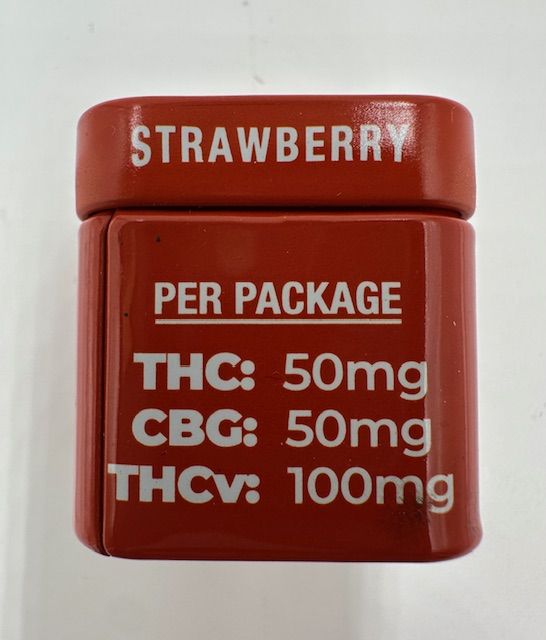 STRAWBERRY
PER PACKAGE
THC: 50mg
CBG: 50mg
THCv: 100mg